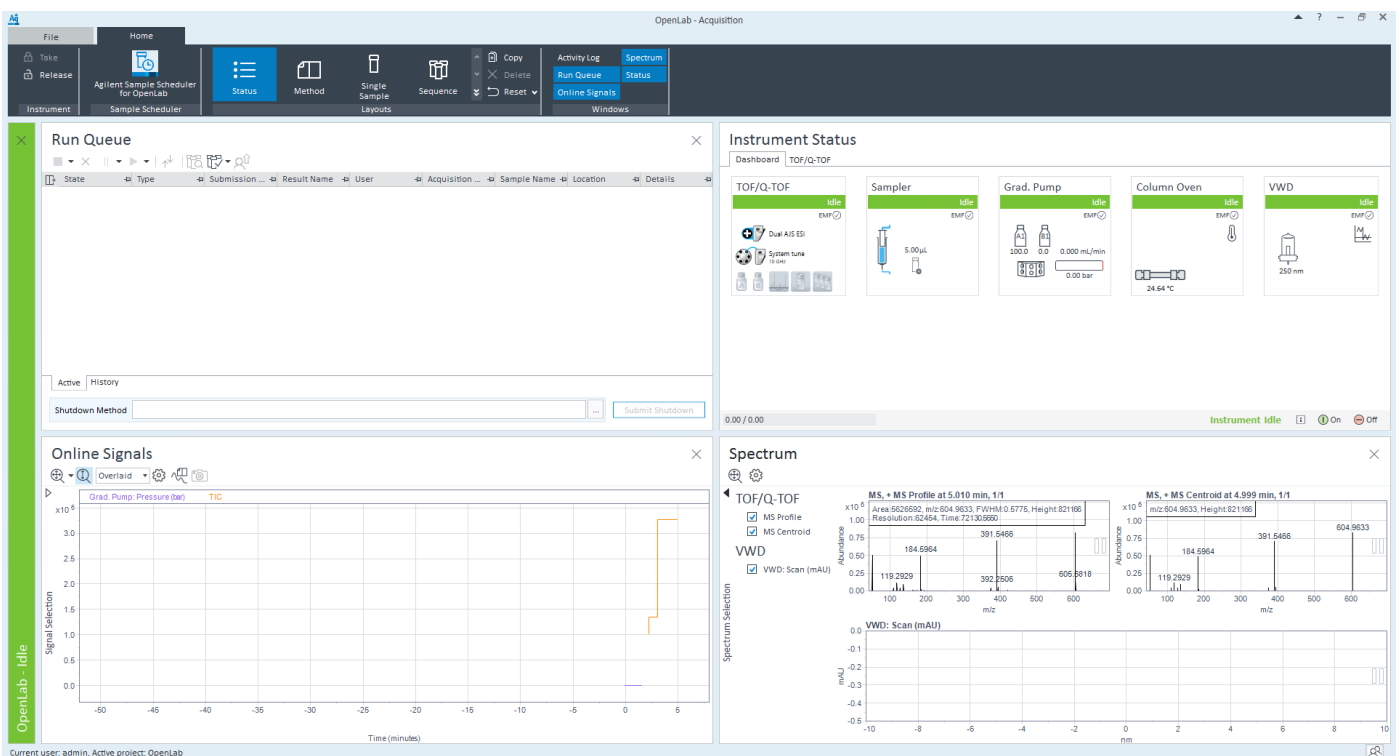 OpenLab - Acquisition
File
Home
Take
Release
Instrument
Agilent Sample Scheduler
for OpenLab
Sample Scheduler
Status
Method
Single
Sample
Sequence
Copy
Delete
Reset
Layouts
Activity Log
Spectrum
Run Queue
Status
Online Signals
Windows
OpenLab - Idle
Run Queue
State Type Submission ... Result Name User Acquisition ... Sample Name Location Details
Active History
Shutdown Method
...
Submit Shutdown
Instrument Status
Dashboard TOF/Q-TOF
TOF/Q-TOF
Idle
EMF
Dual AJS ESI
System tune
10 GHz
A B
Sampler
Idle
EMF
5.00µL
Grad. Pump
Idle
EMF
A1 B1
100.0 0.0 0.000 mL/min
0.00 bar
Column Oven
Idle
EMF
24.64 °C
VWD
Idle
EMF
250 nm
0.00 / 0.00
Instrument Idle
On
Off
Online Signals
Overlaid
Signal Selection
Grad. Pump: Pressure (bar) TIC
x10 6
3.0
2.5
2.0
1.5
1.0
0.5
0.0
-50 -45 -40 -35 -30 -25 -20 -15 -10 -5 0 5
Time (minutes)
Spectrum
Spectrum Selection
TOF/Q-TOF
MS Profile
MS Centroid
VWD
VWD: Scan (mAU)
MS, + MS Profile at 5.010 min, 1/1
Area:5626592, m/z:604.9633, FWHM:0.5775, Height:821166
Resolution:62454, Time:72130.5650
x10 6
1.00
0.75
0.50
0.25
0.00
Abundance
119.2929
184.5964
391.5466
392.2506
605.6818
100 200 300 400 500 600
m/z
MS, + MS Centroid at 4.999 min, 1/1
m/z:604.9633, Height:821166
x10 6
1.00
0.75
0.50
0.25
0.00
Abundance
119.2929
184.5964
391.5466
604.9633
100 200 300 400 500 600
m/z
VWD: Scan (mAU)
0.0
-0.1
-0.2
-0.3
-0.4
-0.5
mAU
-10 -8 -6 -4 -2 0 2 4 6 8 10
nm
Current user: admin, Active project: OpenLab